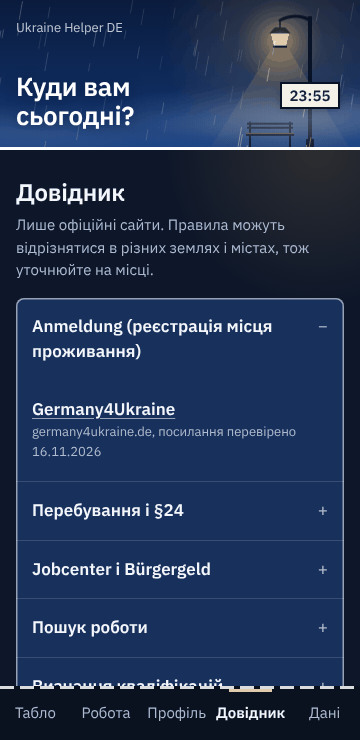 Ukraine Helper DE
Куди вам
сьогодні?
23:55
Довідник
Лише офіційні сайти. Правила можуть
відрізнятися в різних землях і містах, тож
уточнюйте на місці.
Anmeldung (реєстрація місця
проживання)
−
Germany4Ukraine
germany4ukraine.de, посилання перевірено
16.11.2026
Перебування і §24 +
Jobcenter і Bürgergeld +
Пошук роботи +
Визнання кваліфікацій +
Табло Робота Профіль Довідник Дані